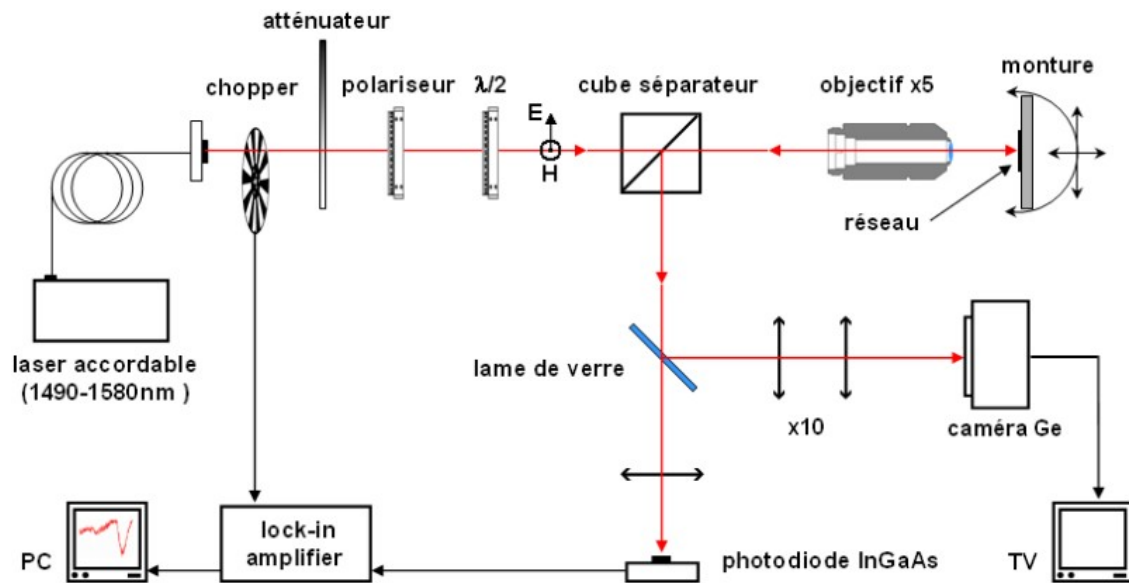 atténuateur
chopper
polariseur
λ/2
cube séparateur
objectif x5
monture
E
H
réseau
laser accordable
(1490-1580nm )
lame de verre
x10
caméra Ge
PC
lock-in
amplifier
photodiode InGaAs
TV